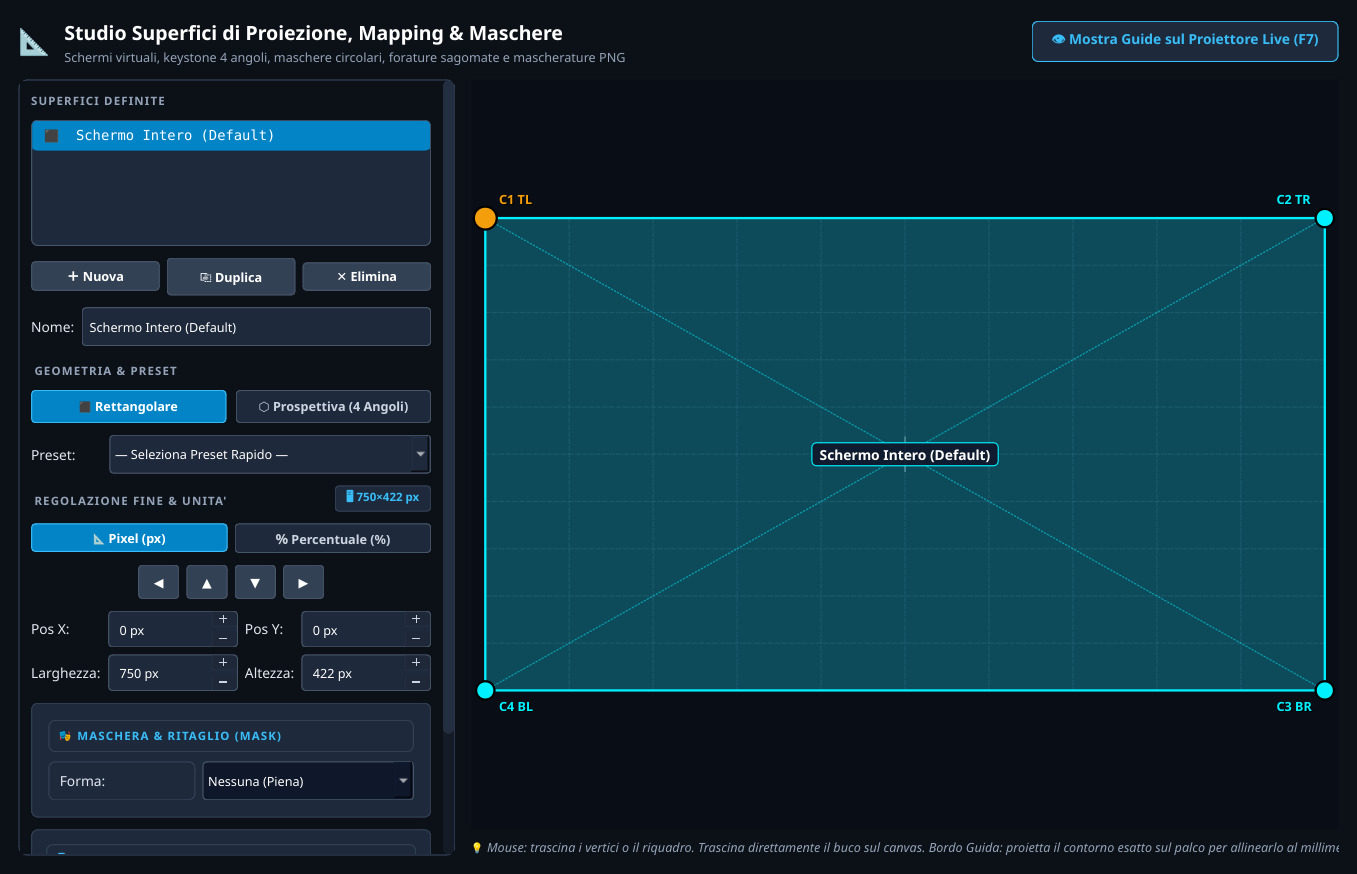 Studio Superfici di Proiezione, Mapping & Maschere
Schermi virtuali, keystone 4 angoli, maschere circolari, forature sagomate e mascherature PNG
Mostra Guide sul Proiettore Live (F7)
SUPERFICI DEFINITE
Schermo Intero (Default)
+ Nuova
Duplica
× Elimina
Nome: Schermo Intero (Default)
GEOMETRIA & PRESET
Rettangolare
Prospettiva (4 Angoli)
Preset: — Seleziona Preset Rapido —
REGOLAZIONE FINE & UNITA'
750×422 px
Pixel (px)
% Percentuale (%)
◀ ▲ ▼ ▶
Pos X: 0 px + −
Pos Y: 0 px + −
Larghezza: 750 px + −
Altezza: 422 px + −
MASCHERA & RITAGLIO (MASK)
Forma: Nessuna (Piena)
C1 TL
C2 TR
Schermo Intero (Default)
C4 BL
C3 BR
Mouse: trascina i vertici o il riquadro. Trascina direttamente il buco sul canvas. Bordo Guida: proietta il contorno esatto sul palco per allinearlo al millime